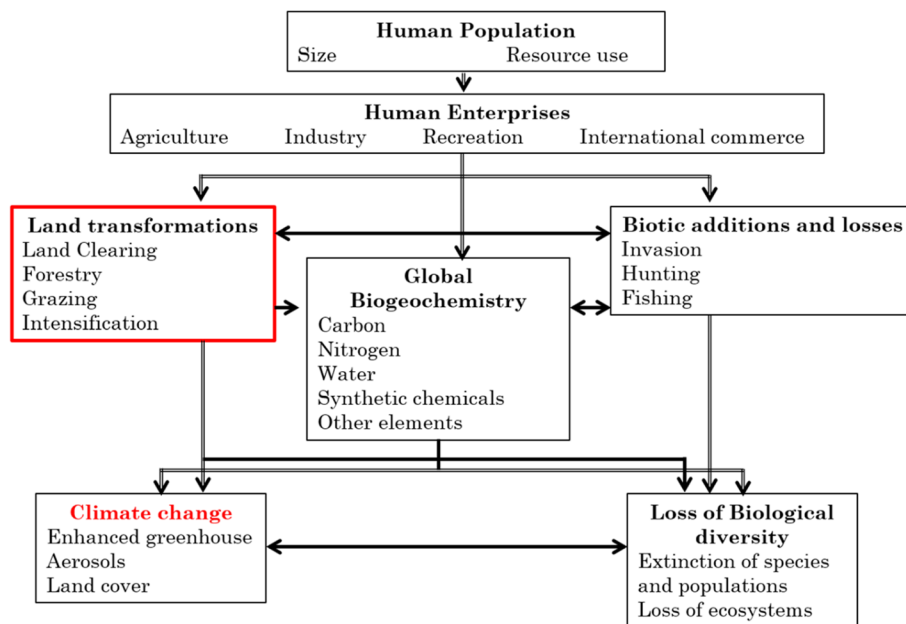 Human Population
Size Resource use
Human Enterprises
Agriculture Industry Recreation International commerce
Land transformations
Land Clearing
Forestry
Grazing
Intensification
Global
Biogeochemistry
Carbon
Nitrogen
Water
Synthetic chemicals
Other elements
Biotic additions and losses
Invasion
Hunting
Fishing
Climate change
Enhanced greenhouse
Aerosols
Land cover
Loss of Biological
diversity
Extinction of species
and populations
Loss of ecosystems